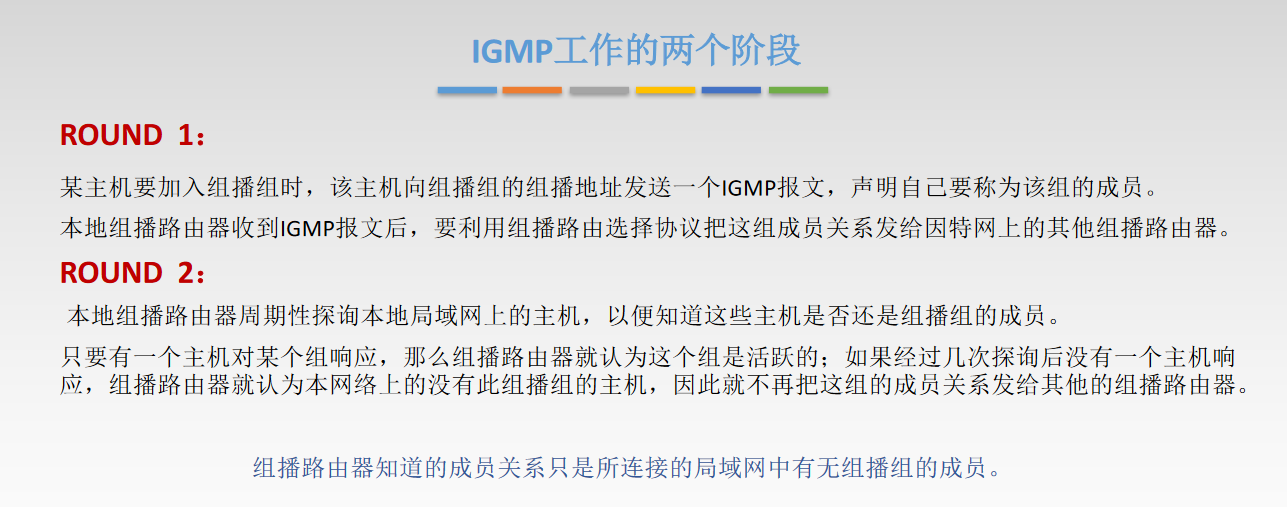 IGMP工作的两个阶段
ROUND 1：
某主机要加入组播组时，该主机向组播组的组播地址发送一个IGMP报文，声明自己要称为该组的成员。
本地组播路由器收到IGMP报文后，要利用组播路由选择协议把这组成员关系发给因特网上的其他组播路由器。
ROUND 2：
本地组播路由器周期性探询本地局域网上的主机，以便知道这些主机是否还是组播组的成员。
只要有一个主机对某个组响应，那么组播路由器就认为这个组是活跃的；如果经过几次探询后没有一个主机响
应，组播路由器就认为本网络上的没有此组播组的主机，因此就不再把这组的成员关系发给其他的组播路由器。
组播路由器知道的成员关系只是所连接的局域网中有无组播组的成员。